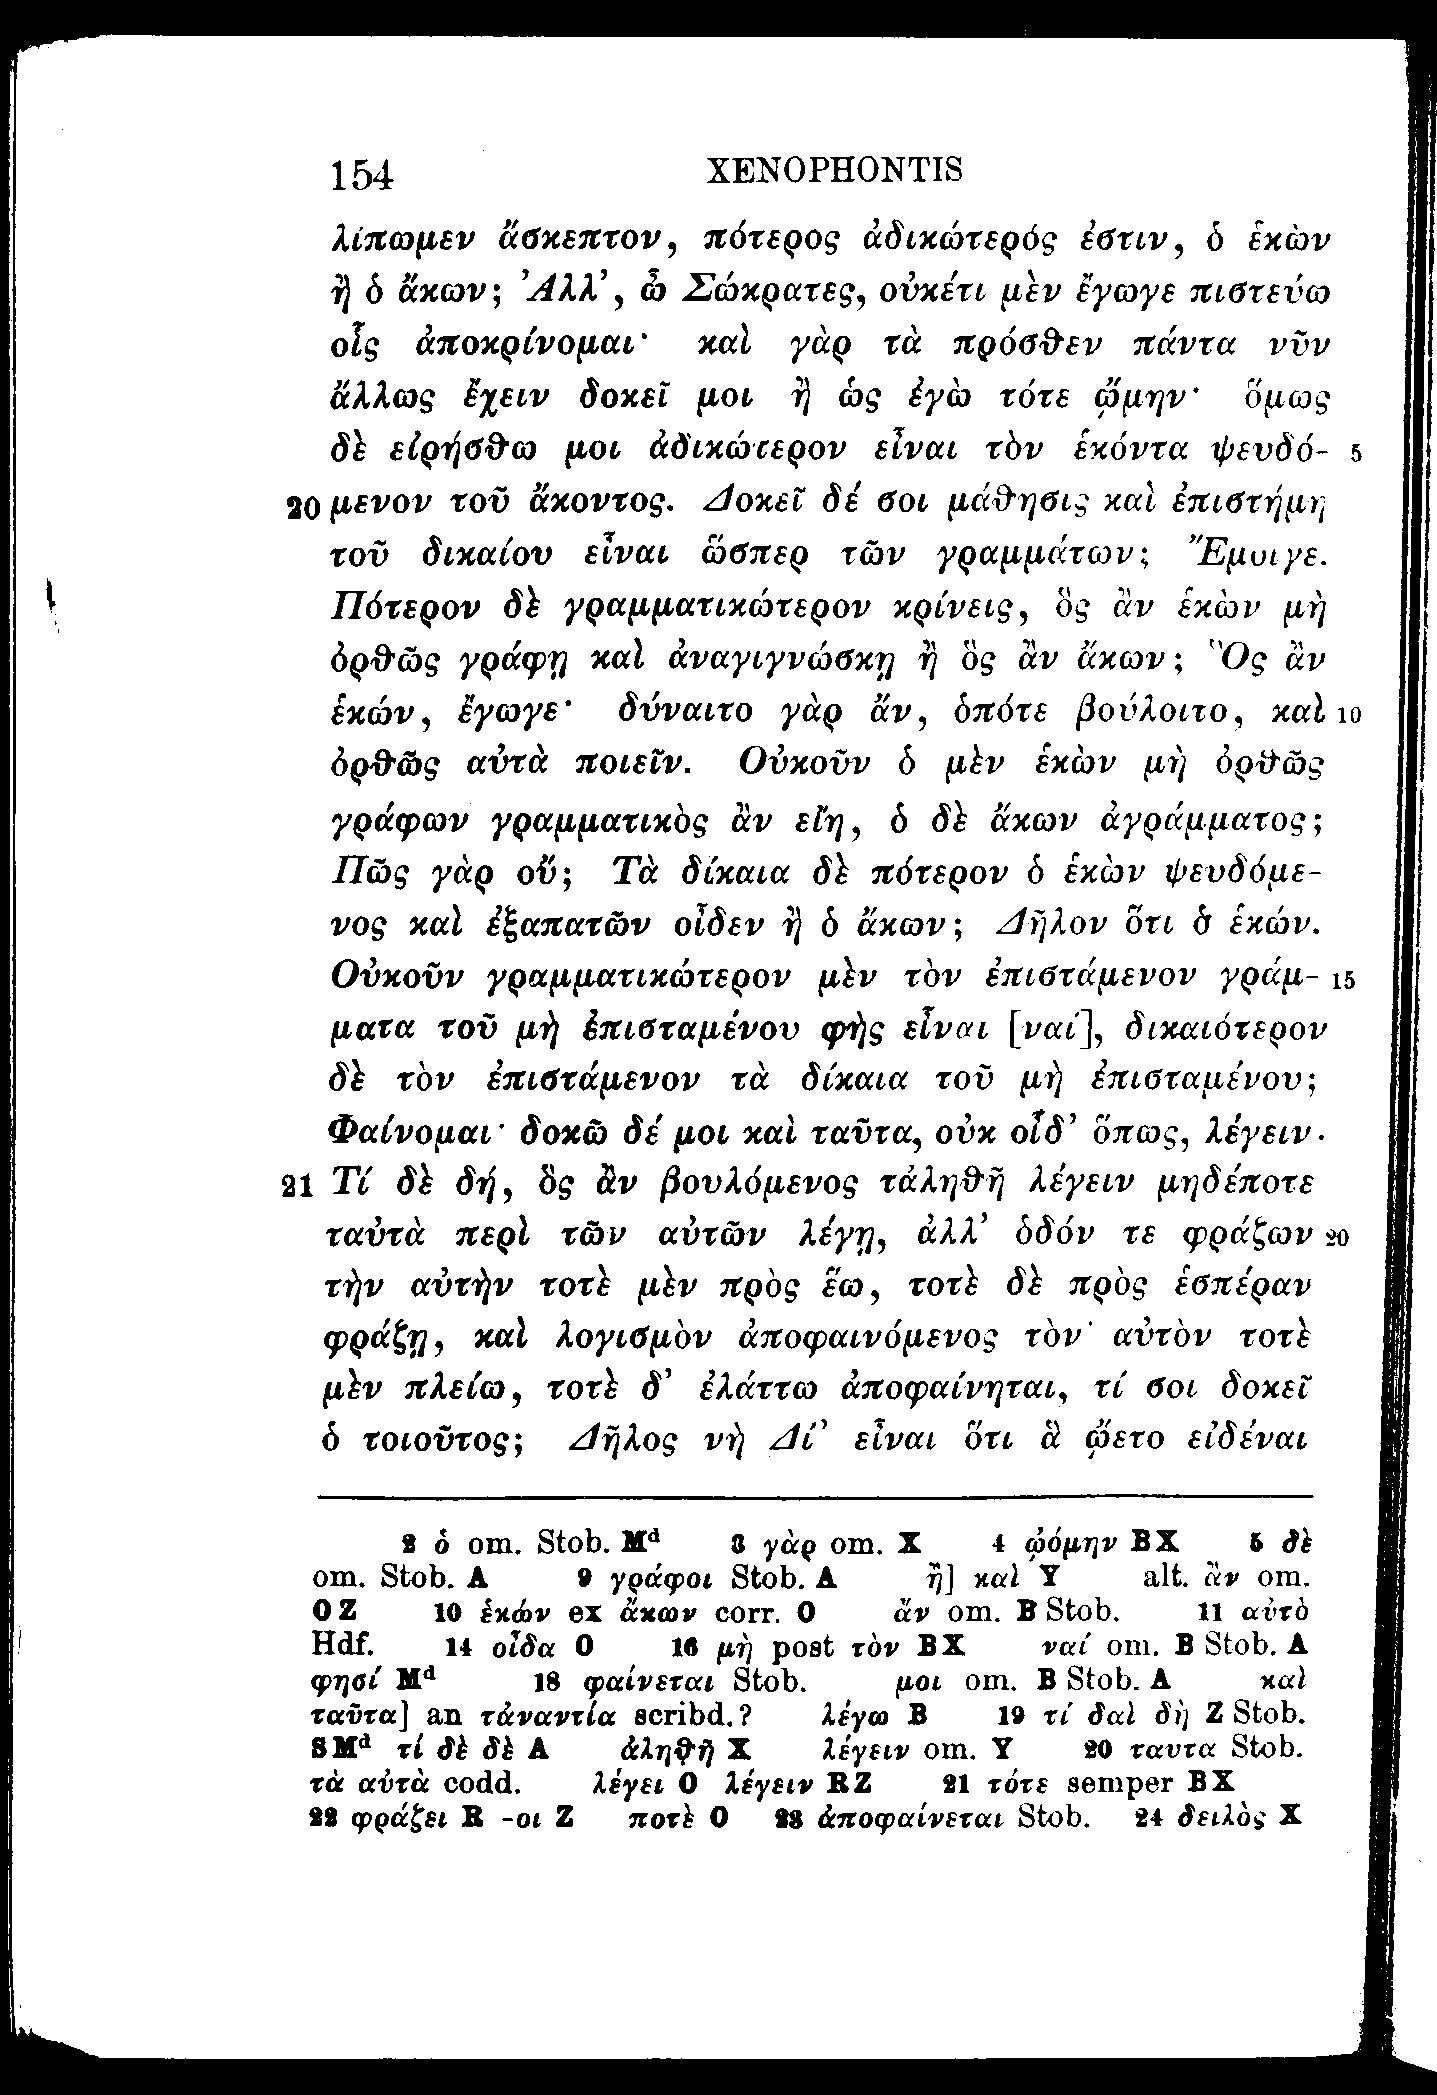 154 XENOPHONTIS
λίπωμεν ἄσκεπτον, πότερος ἀδικώτερός ἐστιν, ὁ ἑκὼν
ἢ ὁ ἄκων; Ἀλλ’, ὦ Σώκρατες, οὐκέτι μὲν ἔγωγε πιστεύω
οἷς ἀποκρίνομαι· καὶ γὰρ τὰ πρόσθεν πάντα νῦν
ἄλλως ἔχειν δοκεῖ μοι ἢ ὡς ἐγὼ τότε ᾤμην· ὅμως
δὲ εἰρήσθω μοι ἀδικώτερον εἶναι τὸν ἑκόντα ψευδό- 5
20 μενον τοῦ ἄκοντος. Δοκεῖ δέ σοι μάθησις καὶ ἐπιστήμη
τοῦ δικαίου εἶναι ὥσπερ τῶν γραμμάτων; Ἔμοιγε.
Πότερον δὲ γραμματικώτερον κρίνεις, ὃς ἂν ἑκὼν μὴ
ὀρθῶς γράφῃ καὶ ἀναγιγνώσκῃ ἢ ὃς ἂν ἄκων; Ὃς ἂν
ἑκών, ἔγωγε· δύναιτο γὰρ ἄν, ὁπότε βούλοιτο, καὶ 10
ὀρθῶς αὐτὰ ποιεῖν. Οὐκοῦν ὁ μὲν ἑκὼν μὴ ὀρθῶς
γράφων γραμματικὸς ἂν εἴη, ὁ δὲ ἄκων ἀγράμματος;
Πῶς γὰρ οὔ; Τὰ δίκαια δὲ πότερον ὁ ἑκὼν ψευδόμε-
νος καὶ ἐξαπατῶν οἶδεν ἢ ὁ ἄκων; Δῆλον ὅτι ὁ ἑκών.
Οὐκοῦν γραμματικώτερον μὲν τὸν ἐπιστάμενον γράμ- 15
ματα τοῦ μὴ ἐπισταμένου φῂς εἶναι [ναί], δικαιότερον
δὲ τὸν ἐπιστάμενον τὰ δίκαια τοῦ μὴ ἐπισταμένου;
Φαίνομαι· δοκῶ δέ μοι καὶ ταῦτα, οὐκ οἶδ’ ὅπως, λέγειν.
21 Τί δὲ δή, ὃς ἂν βουλόμενος τἀληθῆ λέγειν μηδέποτε
ταὐτὰ περὶ τῶν αὐτῶν λέγῃ, ἀλλ’ ὁδόν τε φράζων 20
τὴν αὐτὴν τοτὲ μὲν πρὸς ἕω, τοτὲ δὲ πρὸς ἑσπέραν
φράζῃ, καὶ λογισμὸν ἀποφαινόμενος τὸν αὐτὸν τοτὲ
μὲν πλείω, τοτὲ δ’ ἐλάττω ἀποφαίνηται, τί σοι δοκεῖ
ὁ τοιοῦτος; Δῆλος νὴ Δί’ εἶναι ὅτι ἃ ᾤετο εἰδέναι
2 ὁ om. Stob. Mᵈ 3 γὰρ om. X 4 ᾠόμην BX 5 δὲ
om. Stob. A 9 γράφοι Stob. A ἢ] καὶ Y alt. ἂν om.
OZ 10 ἑκών ex ἄκων corr. O ἄν om. B Stob. 11 αὐτὸ
Hdf. 14 οἶδα O 16 μὴ post τὸν BX ναί om. B Stob. A
φησί Mᵈ 18 φαίνεται Stob. μοι om. B Stob. A καὶ
ταῦτα] an τἀναντία scribd.? λέγω B 19 τί δαὶ δὴ Z Stob.
SMᵈ τί δὲ δὲ A ἀληθῆ X λέγειν om. Y 20 ταυτα Stob.
τὰ αὐτὰ codd. λέγει O λέγειν RZ 21 τότε semper BX
22 φράζει R -οι Z ποτὲ O 23 ἀποφαίνεται Stob. 24 δειλὸς X